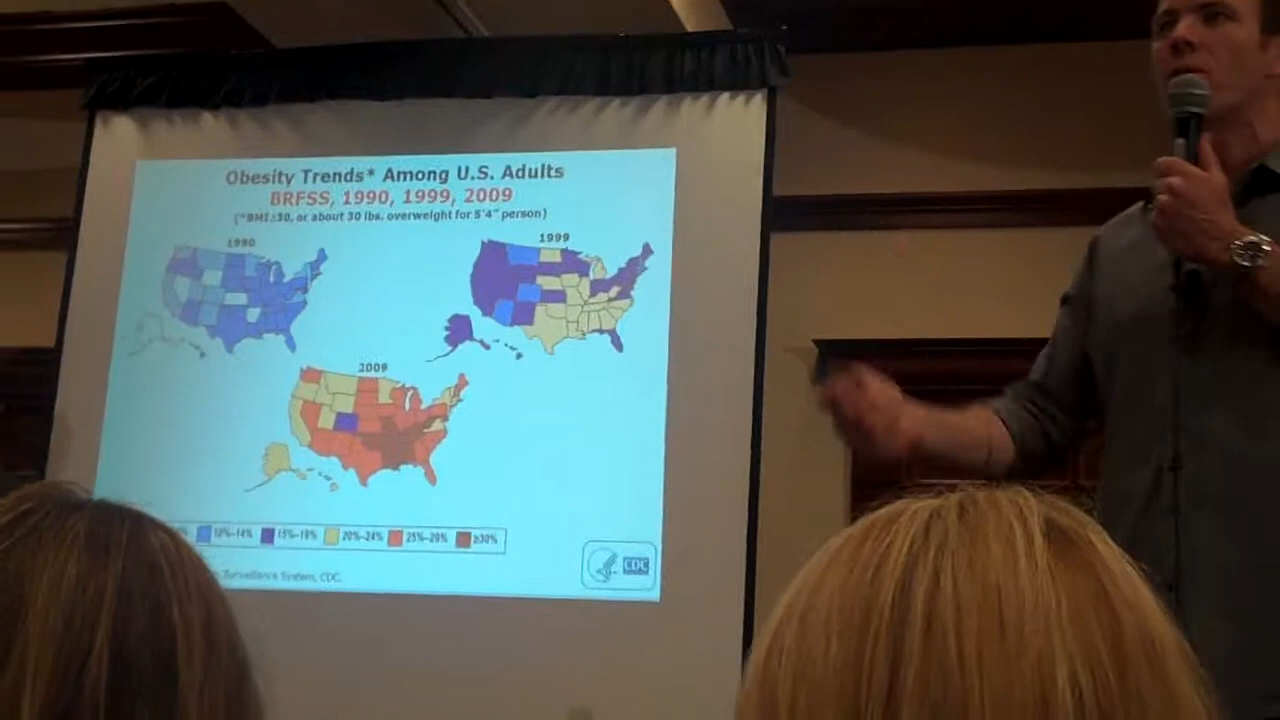 Obesity Trends* Among U.S. Adults
BRFSS, 1990, 1999, 2009
(*BMI ≥30, or about 30 lbs. overweight for 5'4" person)
1990
1999
2009
10%–14%
15%–19%
20%–24%
25%–29%
≥30%
Surveillance System, CDC.
CDC